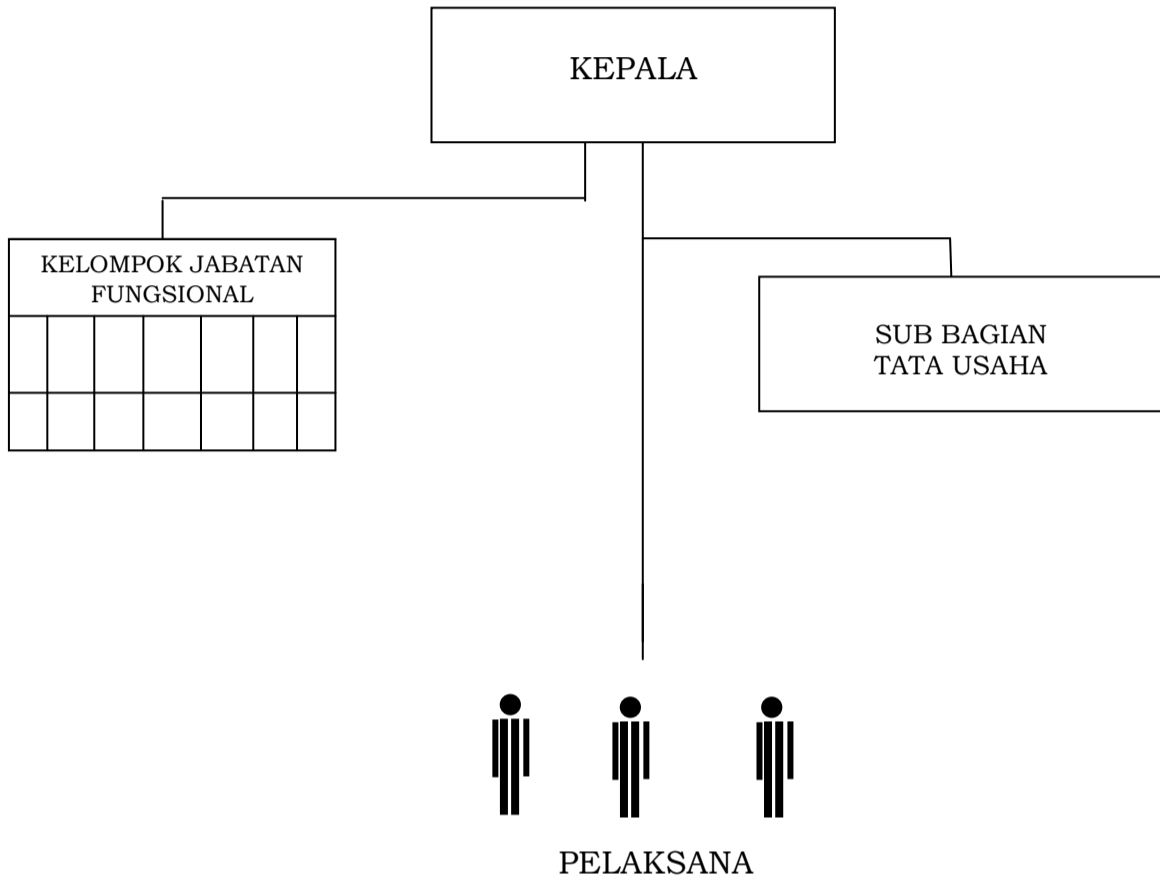 KEPALA
KELOMPOK JABATAN
FUNGSIONAL
SUB BAGIAN
TATA USAHA
PELAKSANA